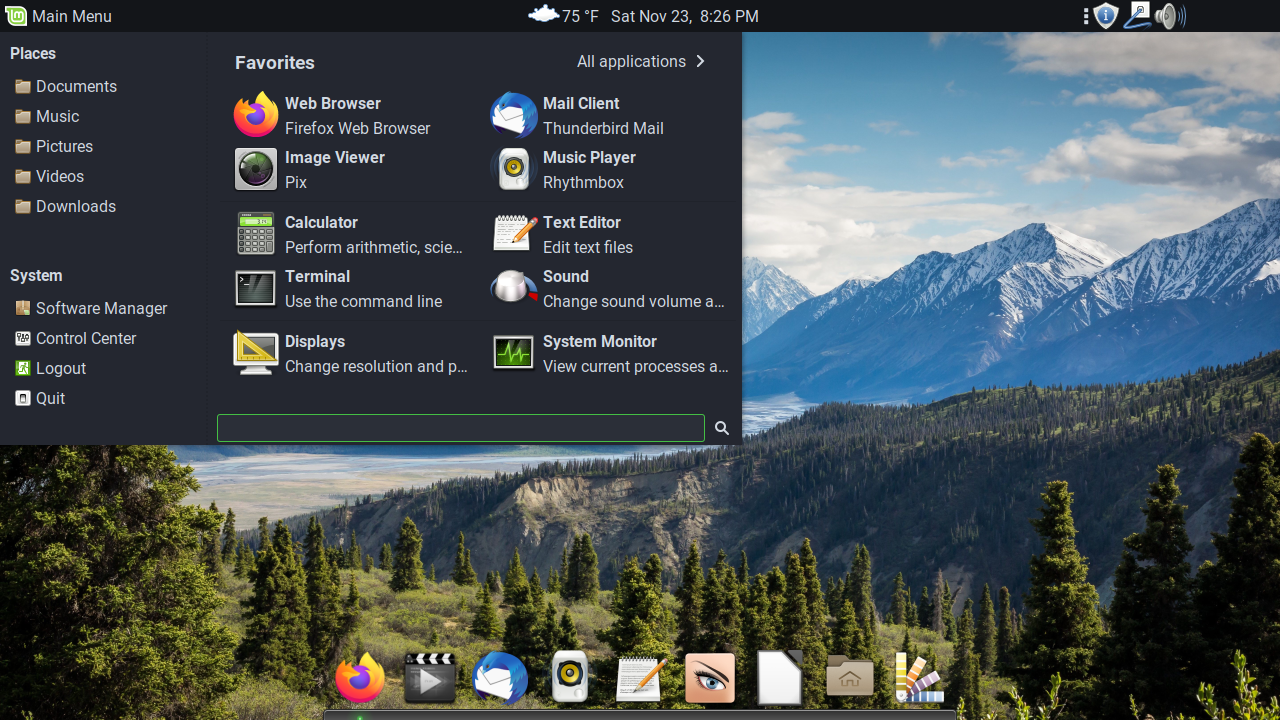 Main Menu
75 °F Sat Nov 23, 8:26 PM
Places
Documents
Music
Pictures
Videos
Downloads
System
Software Manager
Control Center
Logout
Quit
Favorites
All applications
Web Browser
Firefox Web Browser
Mail Client
Thunderbird Mail
Image Viewer
Pix
Music Player
Rhythmbox
Calculator
Perform arithmetic, scie...
Text Editor
Edit text files
Terminal
Use the command line
Sound
Change sound volume a...
Displays
Change resolution and p...
System Monitor
View current processes a...